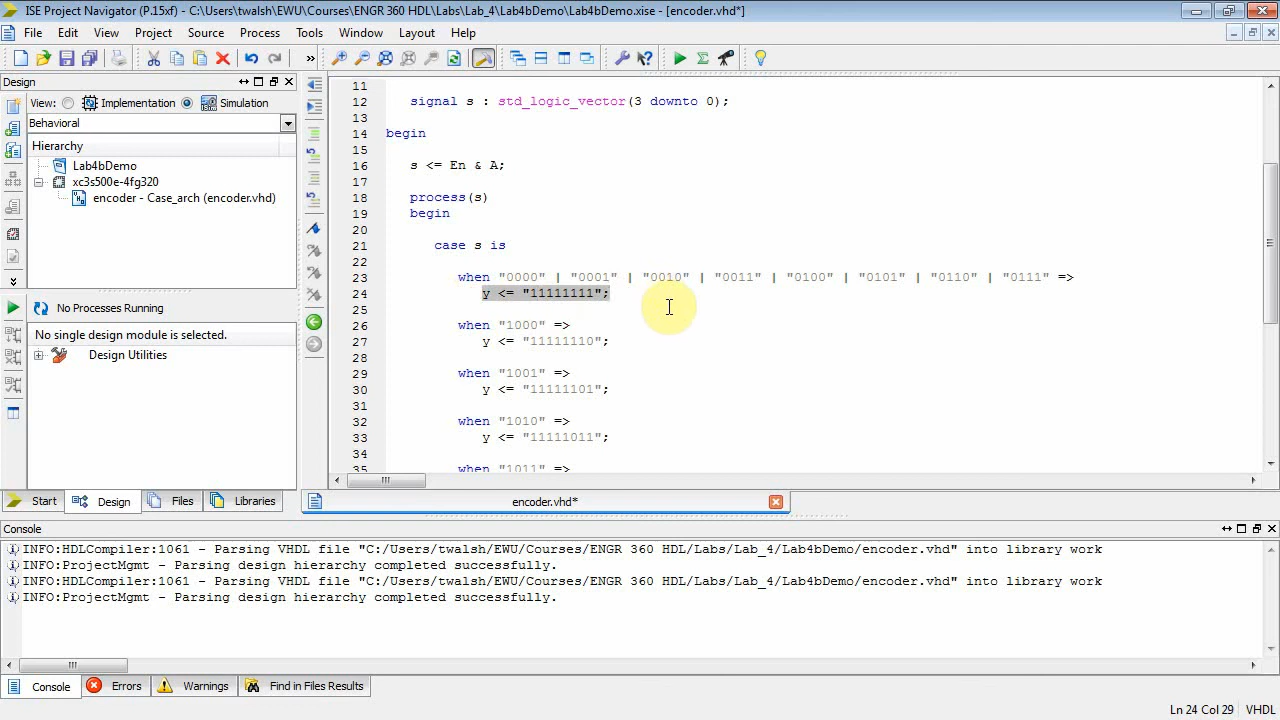 ISE Project Navigator (P.15xf) - C:\Users\twalsh\EWU\Courses\ENGR 360 HDL\Labs\Lab_4\Lab4bDemo\Lab4bDemo.xise - [encoder.vhd*]
File Edit View Project Source Process Tools Window Layout Help
Design
View: Implementation Simulation
Behavioral
Hierarchy
Lab4bDemo
xc3s500e-4fg320
encoder - Case_arch (encoder.vhd)
No Processes Running
No single design module is selected.
Design Utilities
Start Design Files Libraries
11
12 signal s : std_logic_vector(3 downto 0);
13
14 begin
15
16 s <= En & A;
17
18 process(s)
19 begin
20
21 case s is
22
23 when "0000" | "0001" | "0010" | "0011" | "0100" | "0101" | "0110" | "0111" =>
24 y <= "11111111";
25
26 when "1000" =>
27 y <= "11111110";
28
29 when "1001" =>
30 y <= "11111101";
31
32 when "1010" =>
33 y <= "11111011";
34
35 when "1011" =>
encoder.vhd*
Console
INFO:HDLCompiler:1061 - Parsing VHDL file "C:/Users/twalsh/EWU/Courses/ENGR 360 HDL/Labs/Lab_4/Lab4bDemo/encoder.vhd" into library work
INFO:ProjectMgmt - Parsing design hierarchy completed successfully.
INFO:HDLCompiler:1061 - Parsing VHDL file "C:/Users/twalsh/EWU/Courses/ENGR 360 HDL/Labs/Lab_4/Lab4bDemo/encoder.vhd" into library work
INFO:ProjectMgmt - Parsing design hierarchy completed successfully.
Console Errors Warnings Find in Files Results
Ln 24 Col 29 VHDL